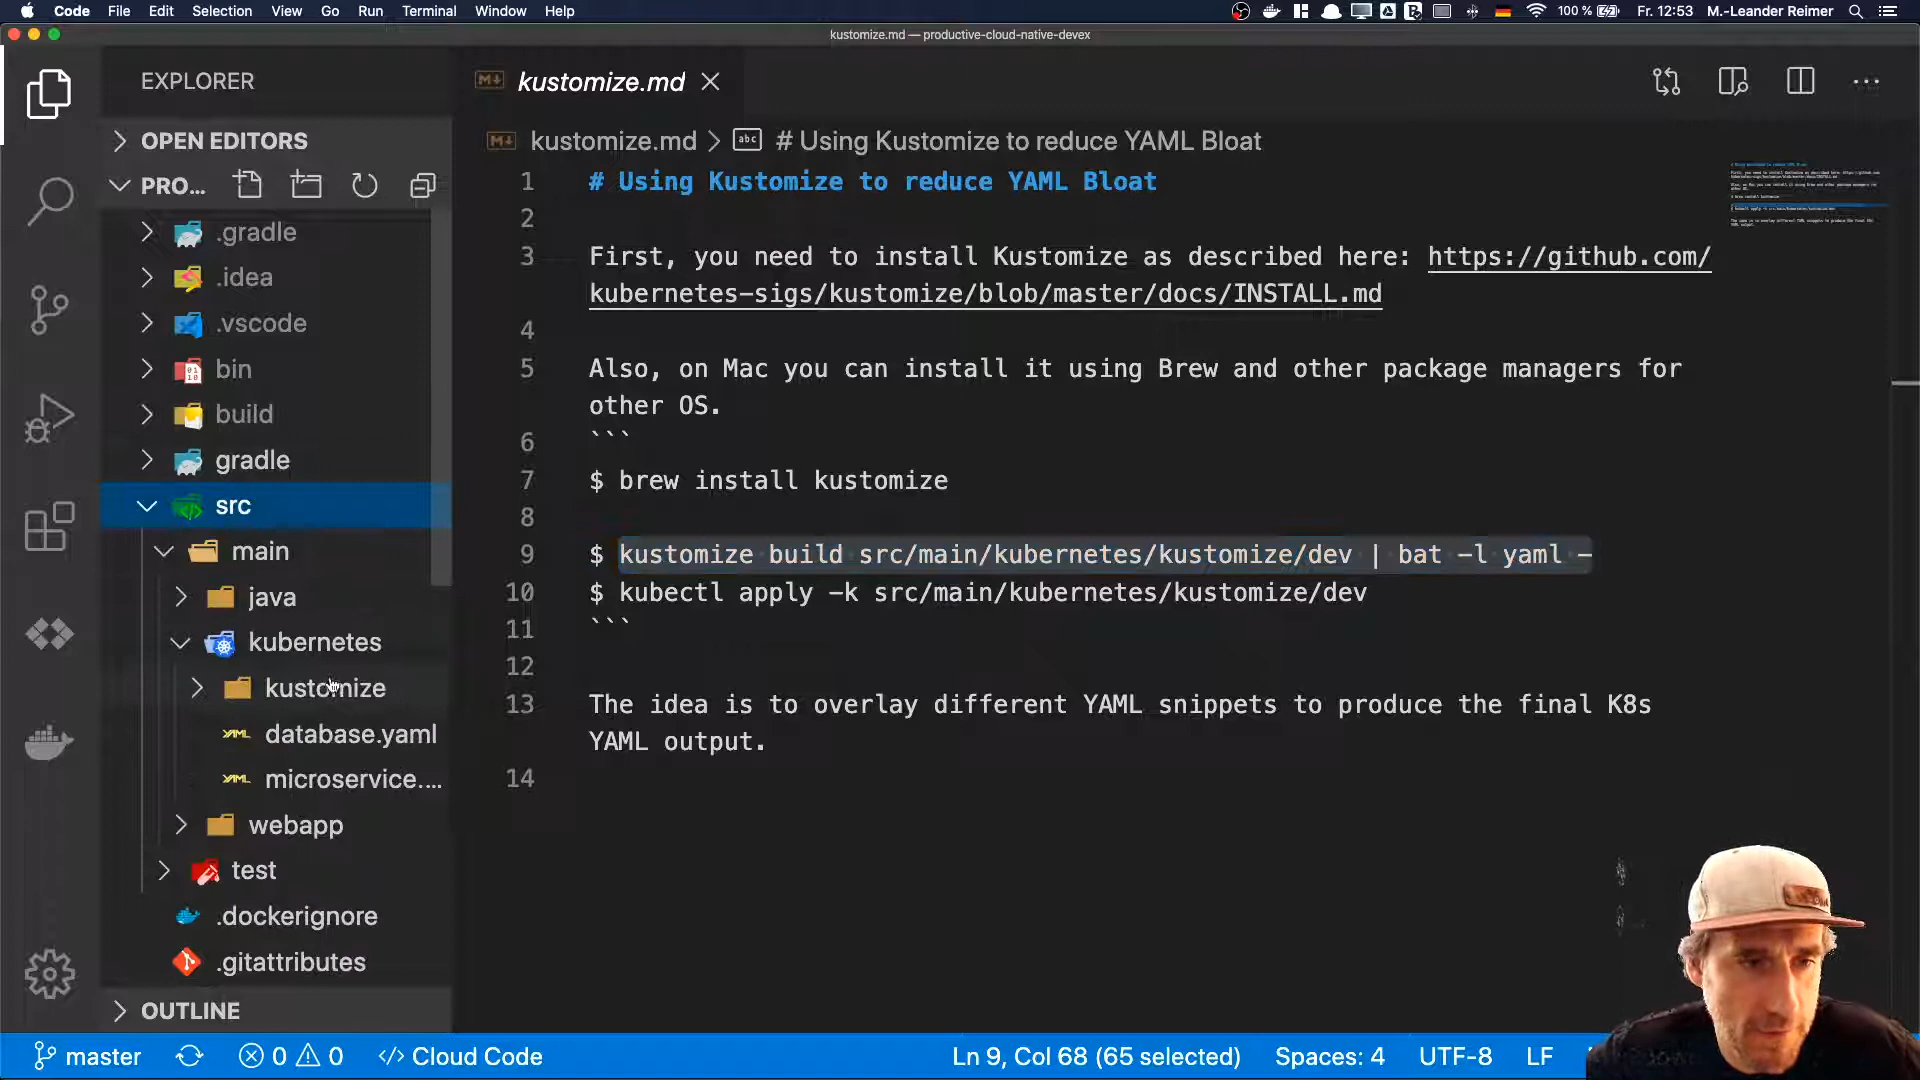 Code File Edit Selection View Go Run Terminal Window Help 100 % Fr. 12:53 M.-Leander Reimer
kustomize.md — productive-cloud-native-devex
EXPLORER
OPEN EDITORS
PRO...
.gradle
.idea
.vscode
bin
build
gradle
src
main
java
kubernetes
kustomize
database.yaml
microservice....
webapp
test
.dockerignore
.gitattributes
OUTLINE
kustomize.md
kustomize.md > # Using Kustomize to reduce YAML Bloat
1 # Using Kustomize to reduce YAML Bloat
2
3 First, you need to install Kustomize as described here: https://github.com/
kubernetes-sigs/kustomize/blob/master/docs/INSTALL.md
4
5 Also, on Mac you can install it using Brew and other package managers for
other OS.
6 ```
7 $ brew install kustomize
8
9 $ kustomize build src/main/kubernetes/kustomize/dev | bat -l yaml -
10 $ kubectl apply -k src/main/kubernetes/kustomize/dev
11 ```
12
13 The idea is to overlay different YAML snippets to produce the final K8s
YAML output.
14
master 0 0 Cloud Code Ln 9, Col 68 (65 selected) Spaces: 4 UTF-8 LF